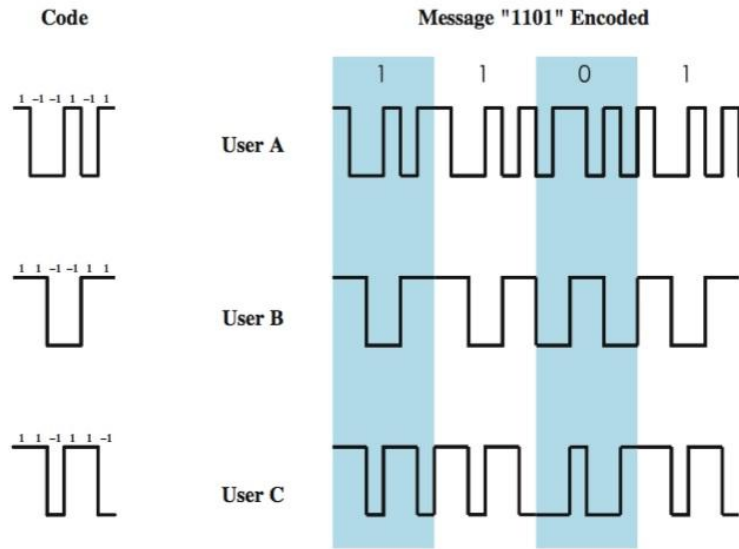 Code
Message "1101" Encoded
1 1 0 1
1 –1 –1 1 –1 1
User A
1 1 –1 –1 1 1
User B
1 1 –1 1 1 –1
User C